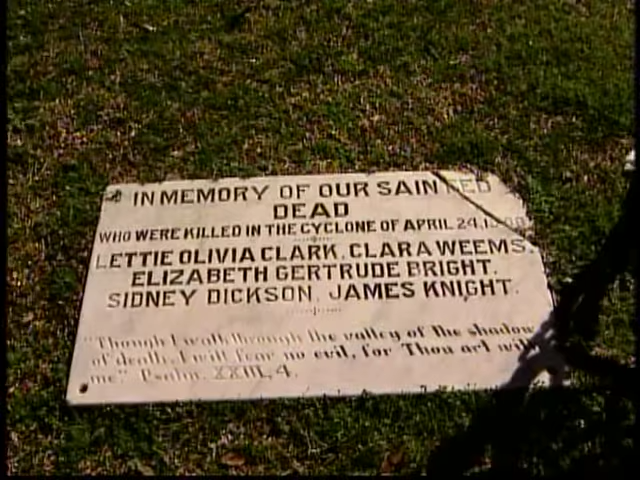 IN MEMORY OF OUR SAINTED
DEAD
WHO WERE KILLED IN THE CYCLONE OF APRIL 24,
LETTIE OLIVIA CLARK, CLARA WEEMS.
ELIZABETH GERTRUDE BRIGHT.
SIDNEY DICKSON, JAMES KNIGHT.
"Though I walk through the valley of the shadow
of death, I will fear no evil, for Thou art with
me". Psalm. XXIII, 4.